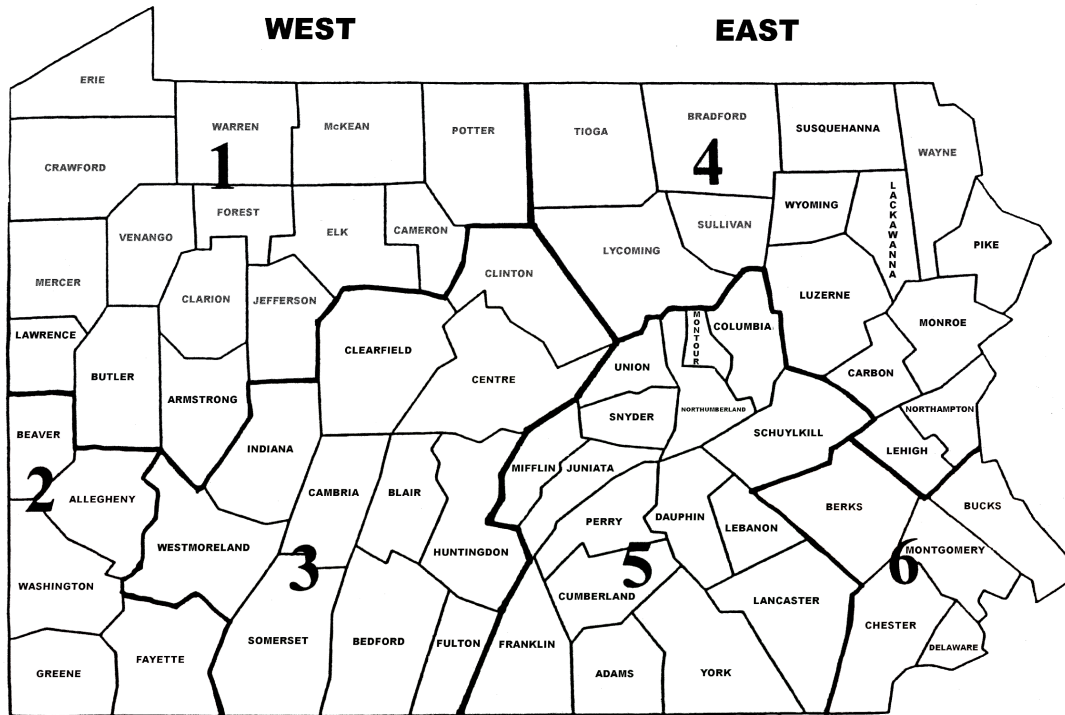 WEST
EAST
ERIE
WARREN
McKEAN
POTTER
TIOGA
BRADFORD
SUSQUEHANNA
WAYNE
CRAWFORD
1
4
FOREST
VENANGO
ELK
CAMERON
LYCOMING
SULLIVAN
WYOMING
LACKAWANNA
PIKE
MERCER
CLARION
JEFFERSON
CLINTON
LUZERNE
MONROE
LAWRENCE
BUTLER
CLEARFIELD
CENTRE
UNION
MONTOUR
COLUMBIA
CARBON
ARMSTRONG
SNYDER
NORTHUMBERLAND
NORTHAMPTON
BEAVER
INDIANA
SCHUYLKILL
LEHIGH
2
ALLEGHENY
CAMBRIA
BLAIR
MIFFLIN
JUNIATA
BERKS
BUCKS
WESTMORELAND
HUNTINGDON
PERRY
DAUPHIN
LEBANON
MONTGOMERY
WASHINGTON
3
5
6
CUMBERLAND
LANCASTER
CHESTER
GREENE
FAYETTE
SOMERSET
BEDFORD
FULTON
FRANKLIN
ADAMS
YORK
DELAWARE